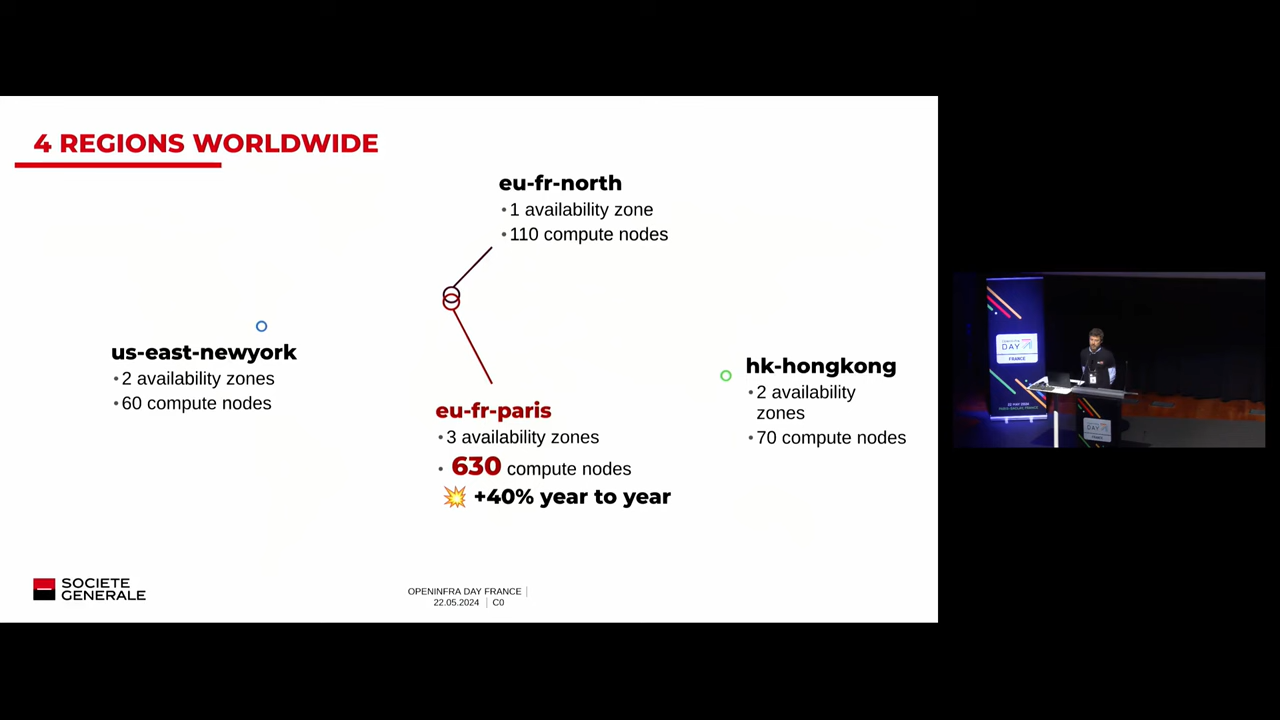 4 REGIONS WORLDWIDE
eu-fr-north
•1 availability zone
•110 compute nodes
us-east-newyork
•2 availability zones
•60 compute nodes
hk-hongkong
•2 availability
zones
•70 compute nodes
eu-fr-paris
•3 availability zones
• 630 compute nodes
💥 +40% year to year
SOCIETE
GENERALE
OPENINFRA DAY FRANCE
22.05.2024 | C0
DAY
FRANCE